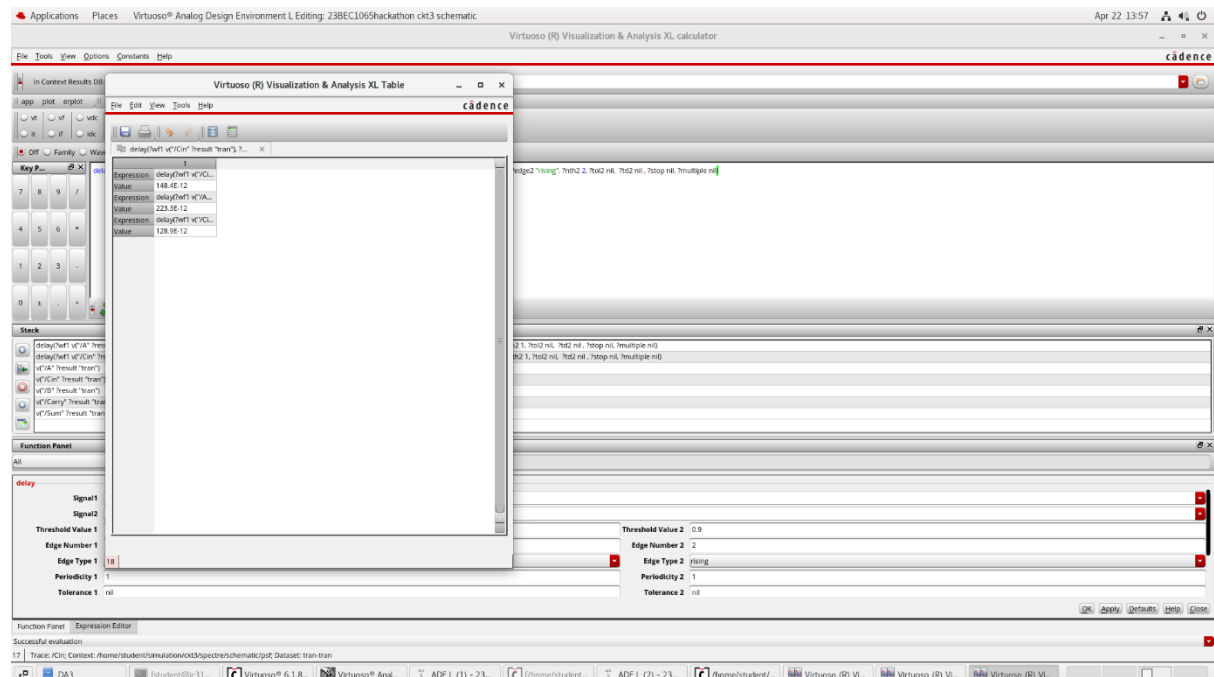 Applications Places Virtuoso® Analog Design Environment L Editing: 23BEC1065hackathon ckt3 schematic Apr 22 13:57
Virtuoso (R) Visualization & Analysis XL calculator
File Tools View Options Constants Help cādence
In Context Results DB:
Virtuoso (R) Visualization & Analysis XL Table
app plot erplot
File Edit View Tools Help cādence
vt vf vdc
it if idc
Off Family Wave
delay(?wf1 v("/Cin" ?result "tran"), ?...
Key P...
1
?edge2 "rising", ?nth2 2, ?tol2 nil, ?td2 nil , ?stop nil, ?multiple nil)
Expression delay(?wf1 v("/Ci...
Value 148.4E-12
Expression delay(?wf1 v("/A...
Value 223.3E-12
Expression delay(?wf1 v("/Ci...
Value 128.9E-12
7 8 9 /
4 5 6 *
1 2 3 -
0 ± . +
Stack
delay(?wf1 v("/A" ?res 2 1, ?tol2 nil, ?td2 nil , ?stop nil, ?multiple nil)
delay(?wf1 v("/Cin" ?re th2 1, ?tol2 nil, ?td2 nil , ?stop nil, ?multiple nil)
v("/A" ?result "tran")
v("/Cin" ?result "tran")
v("/B" ?result "tran")
v("/Carry" ?result "tran
v("/Sum" ?result "tran
Function Panel
All
delay
Signal1
Signal2
Threshold Value 1 Threshold Value 2 0.9
Edge Number 1 Edge Number 2 2
Edge Type 1 18 Edge Type 2 rising
Periodicity 1 1 Periodicity 2 1
Tolerance 1 nil Tolerance 2 nil
OK Apply Defaults Help Close
Function Panel Expression Editor
Successful evaluation
17 Trace: /Cin; Context: /home/student/simulation/ckt3/spectre/schematic/psf; Dataset: tran-tran
DA3 [student@lc31... Virtuoso® 6.1.8... Virtuoso® Anal... ADE L (1) - 23... [/home/student... ADE L (2) - 23... /home/student/... Virtuoso (R) Vi... Virtuoso (R) Vi... Virtuoso (R) Vi...